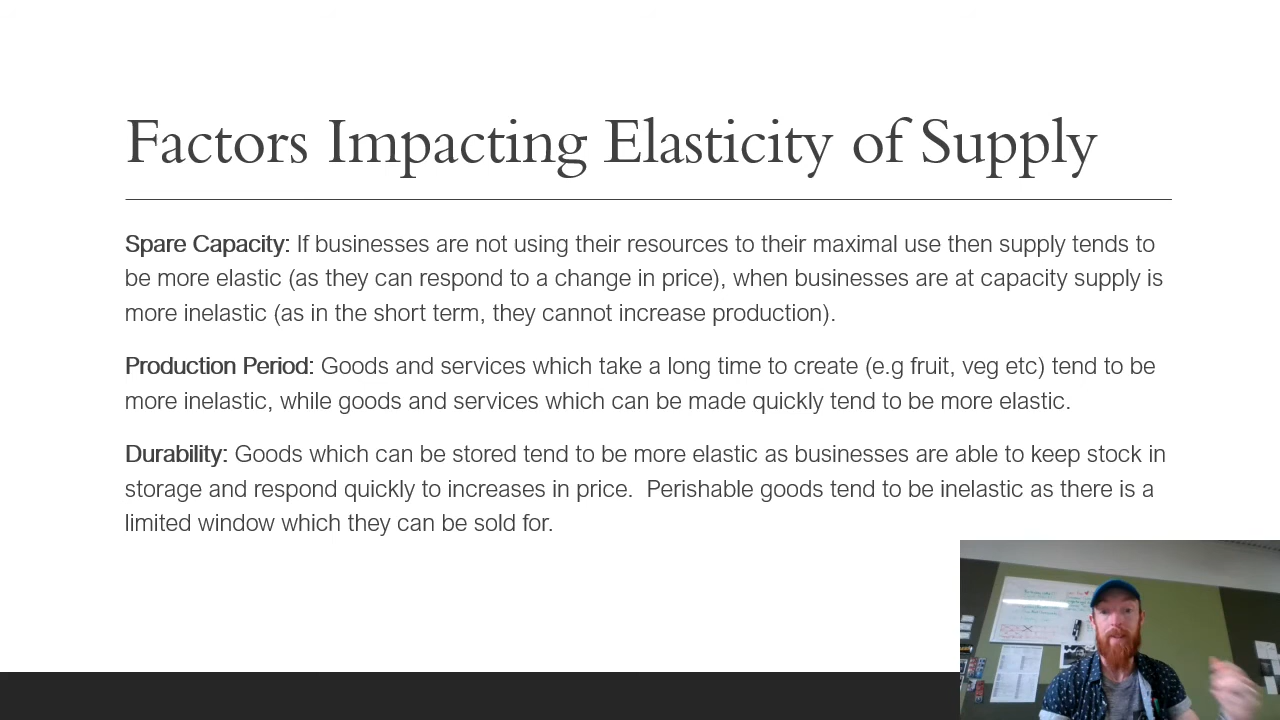 Factors Impacting Elasticity of Supply
Spare Capacity: If businesses are not using their resources to their maximal use then supply tends to
be more elastic (as they can respond to a change in price), when businesses are at capacity supply is
more inelastic (as in the short term, they cannot increase production).
Production Period: Goods and services which take a long time to create (e.g fruit, veg etc) tend to be
more inelastic, while goods and services which can be made quickly tend to be more elastic.
Durability: Goods which can be stored tend to be more elastic as businesses are able to keep stock in
storage and respond quickly to increases in price.  Perishable goods tend to be inelastic as there is a
limited window which they can be sold for.